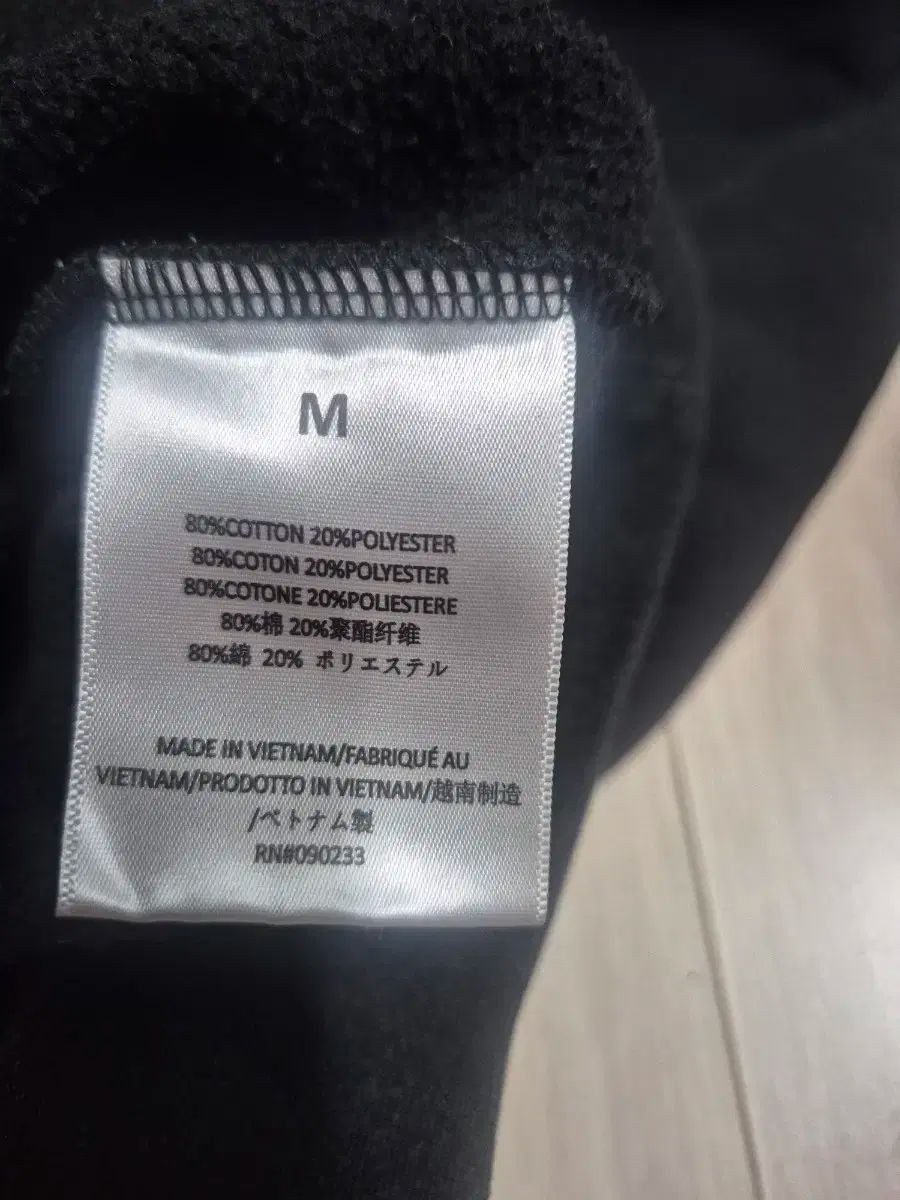 M
80%COTTON 20%POLYESTER
80%COTON 20%POLYESTER
80%COTONE 20%POLIESTERE
80%棉 20%聚酯纤维
80%綿 20% ポリエステル
MADE IN VIETNAM/FABRIQUÉ AU
VIETNAM/PRODOTTO IN VIETNAM/越南制造
/ベトナム製
RN#090233